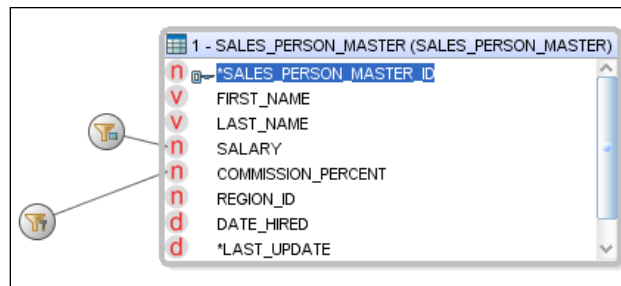 1 - SALES_PERSON_MASTER (SALES_PERSON_MASTER)
n *SALES_PERSON_MASTER_ID
v FIRST_NAME
v LAST_NAME
n SALARY
n COMMISSION_PERCENT
n REGION_ID
d DATE_HIRED
d *LAST_UPDATE